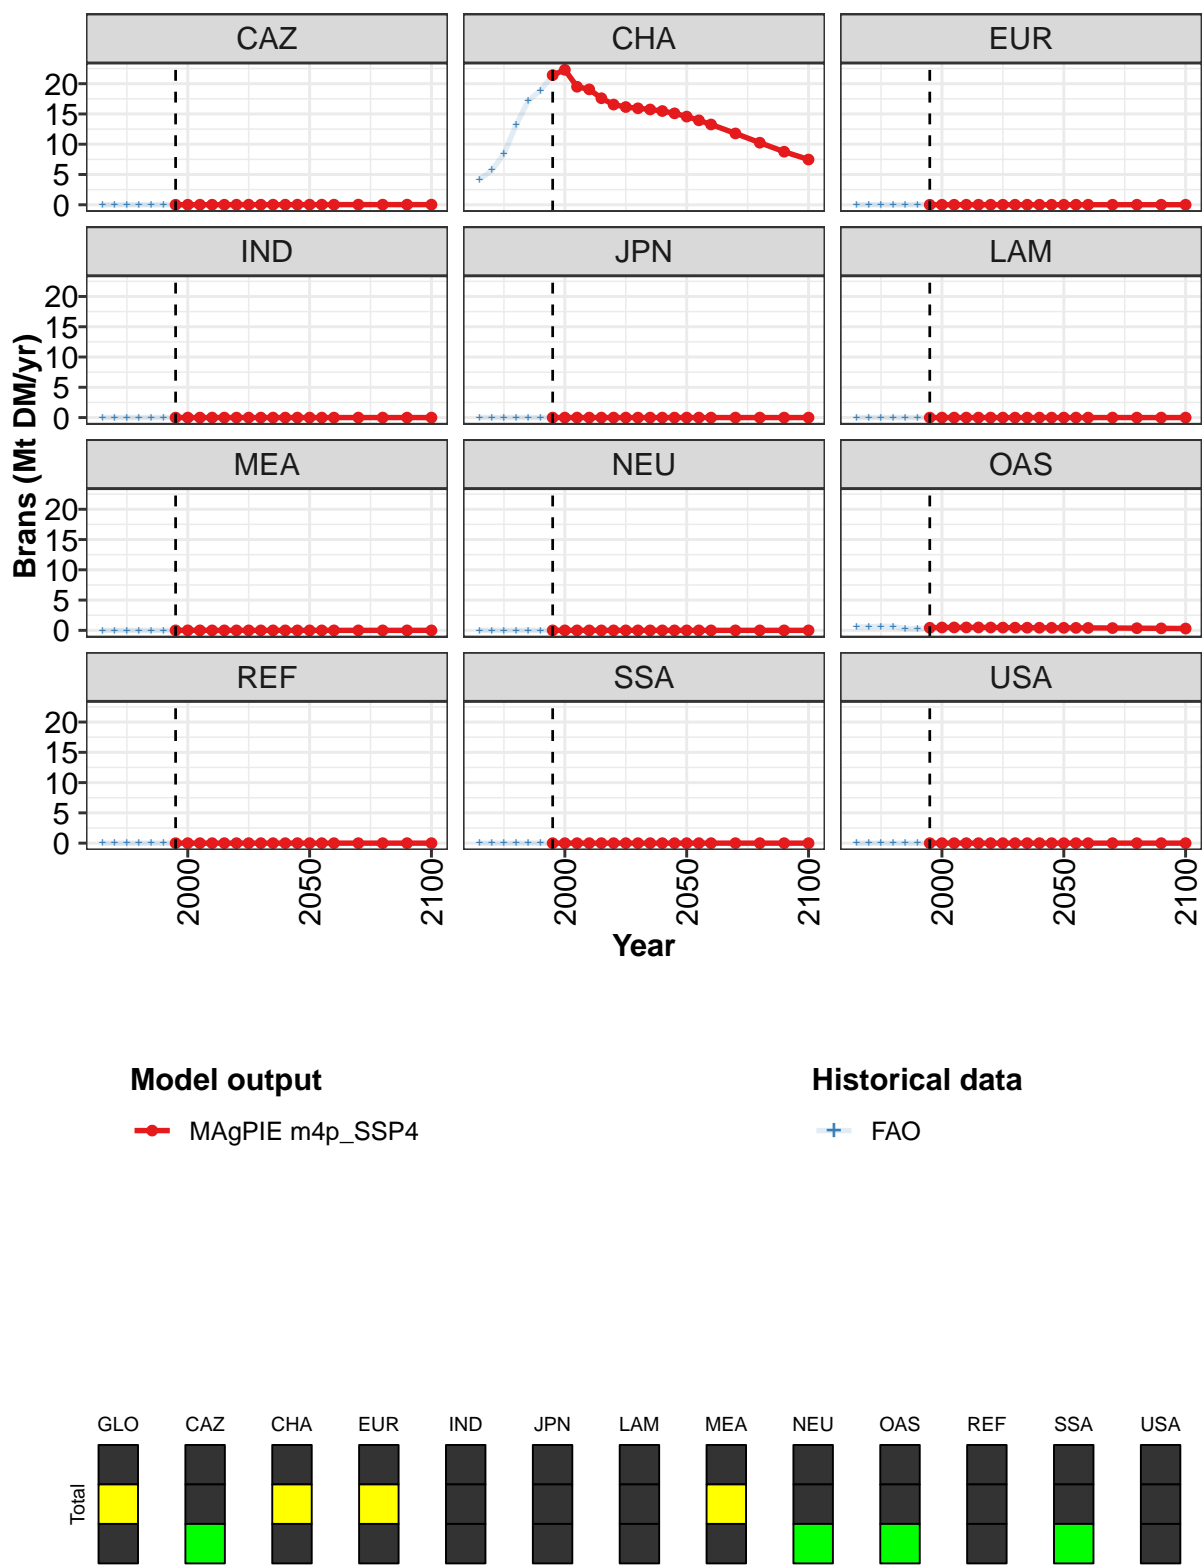 CAZ CHA EUR
20
15
10
5
0
IND JPN LAM
20
15
10
5
0
MEA NEU OAS
20
15
10
5
0
REF SSA USA
20
15
10
5
0
Brans (Mt DM/yr)
2000 2050 2100 2000 2050 2100 2000 2050 2100
Year
Model output Historical data
MAgPIE m4p_SSP4 FAO
GLO CAZ CHA EUR IND JPN LAM MEA NEU OAS REF SSA USA
Total